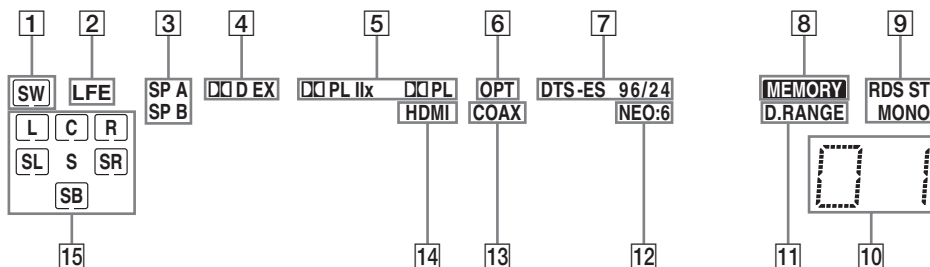 1 2 3 4 5 6 7 8 9
SW LFE SP A DD D EX DD PL IIx DD PL OPT DTS-ES 96/24 MEMORY RDS ST
SP B HDMI COAX NEO:6 D.RANGE MONO
L C R
SL S SR
SB
15 14 13 12 11 10